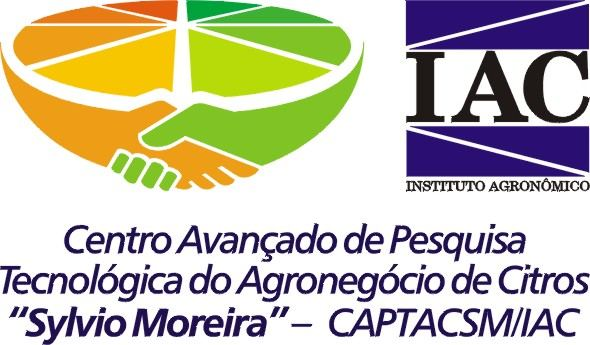 IAC
INSTITUTO AGRONÔMICO
Centro Avançado de Pesquisa
Tecnológica do Agronegócio de Citros
"Sylvio Moreira" – CAPTACSM/IAC